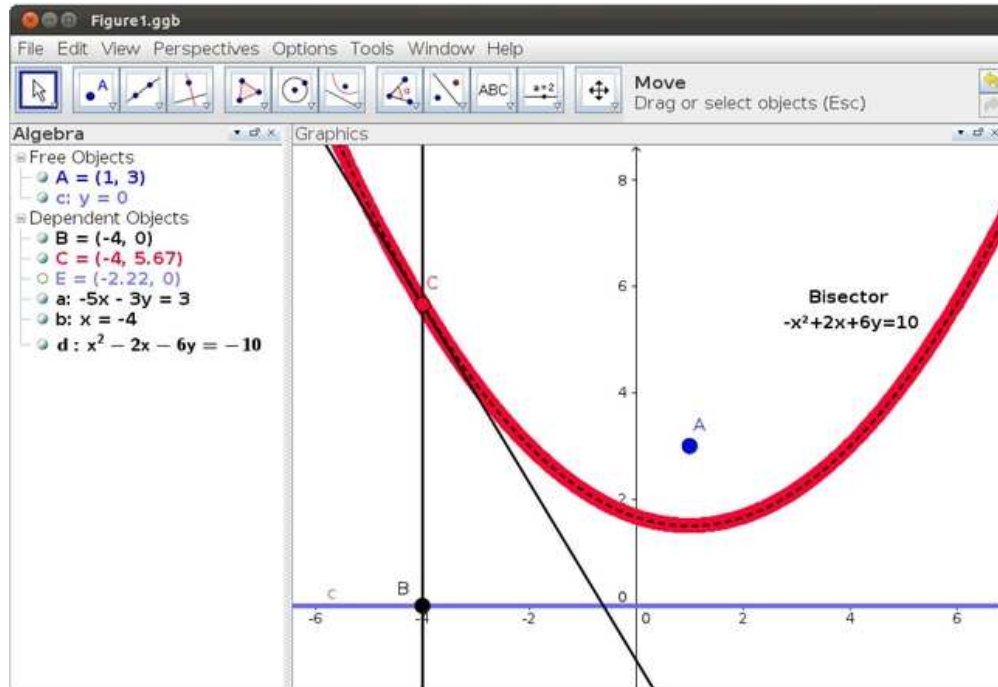 Figure1.ggb
File Edit View Perspectives Options Tools Window Help
A
ABC
a=2
Move
Drag or select objects (Esc)
Algebra
Graphics
Free Objects
A = (1, 3)
c: y = 0
Dependent Objects
B = (-4, 0)
C = (-4, 5.67)
E = (-2.22, 0)
a: -5x - 3y = 3
b: x = -4
d : x² − 2x − 6y = −10
8
C
6
Bisector
-x²+2x+6y=10
4
A
2
c
B
0
-6
-4
-2
0
2
4
6